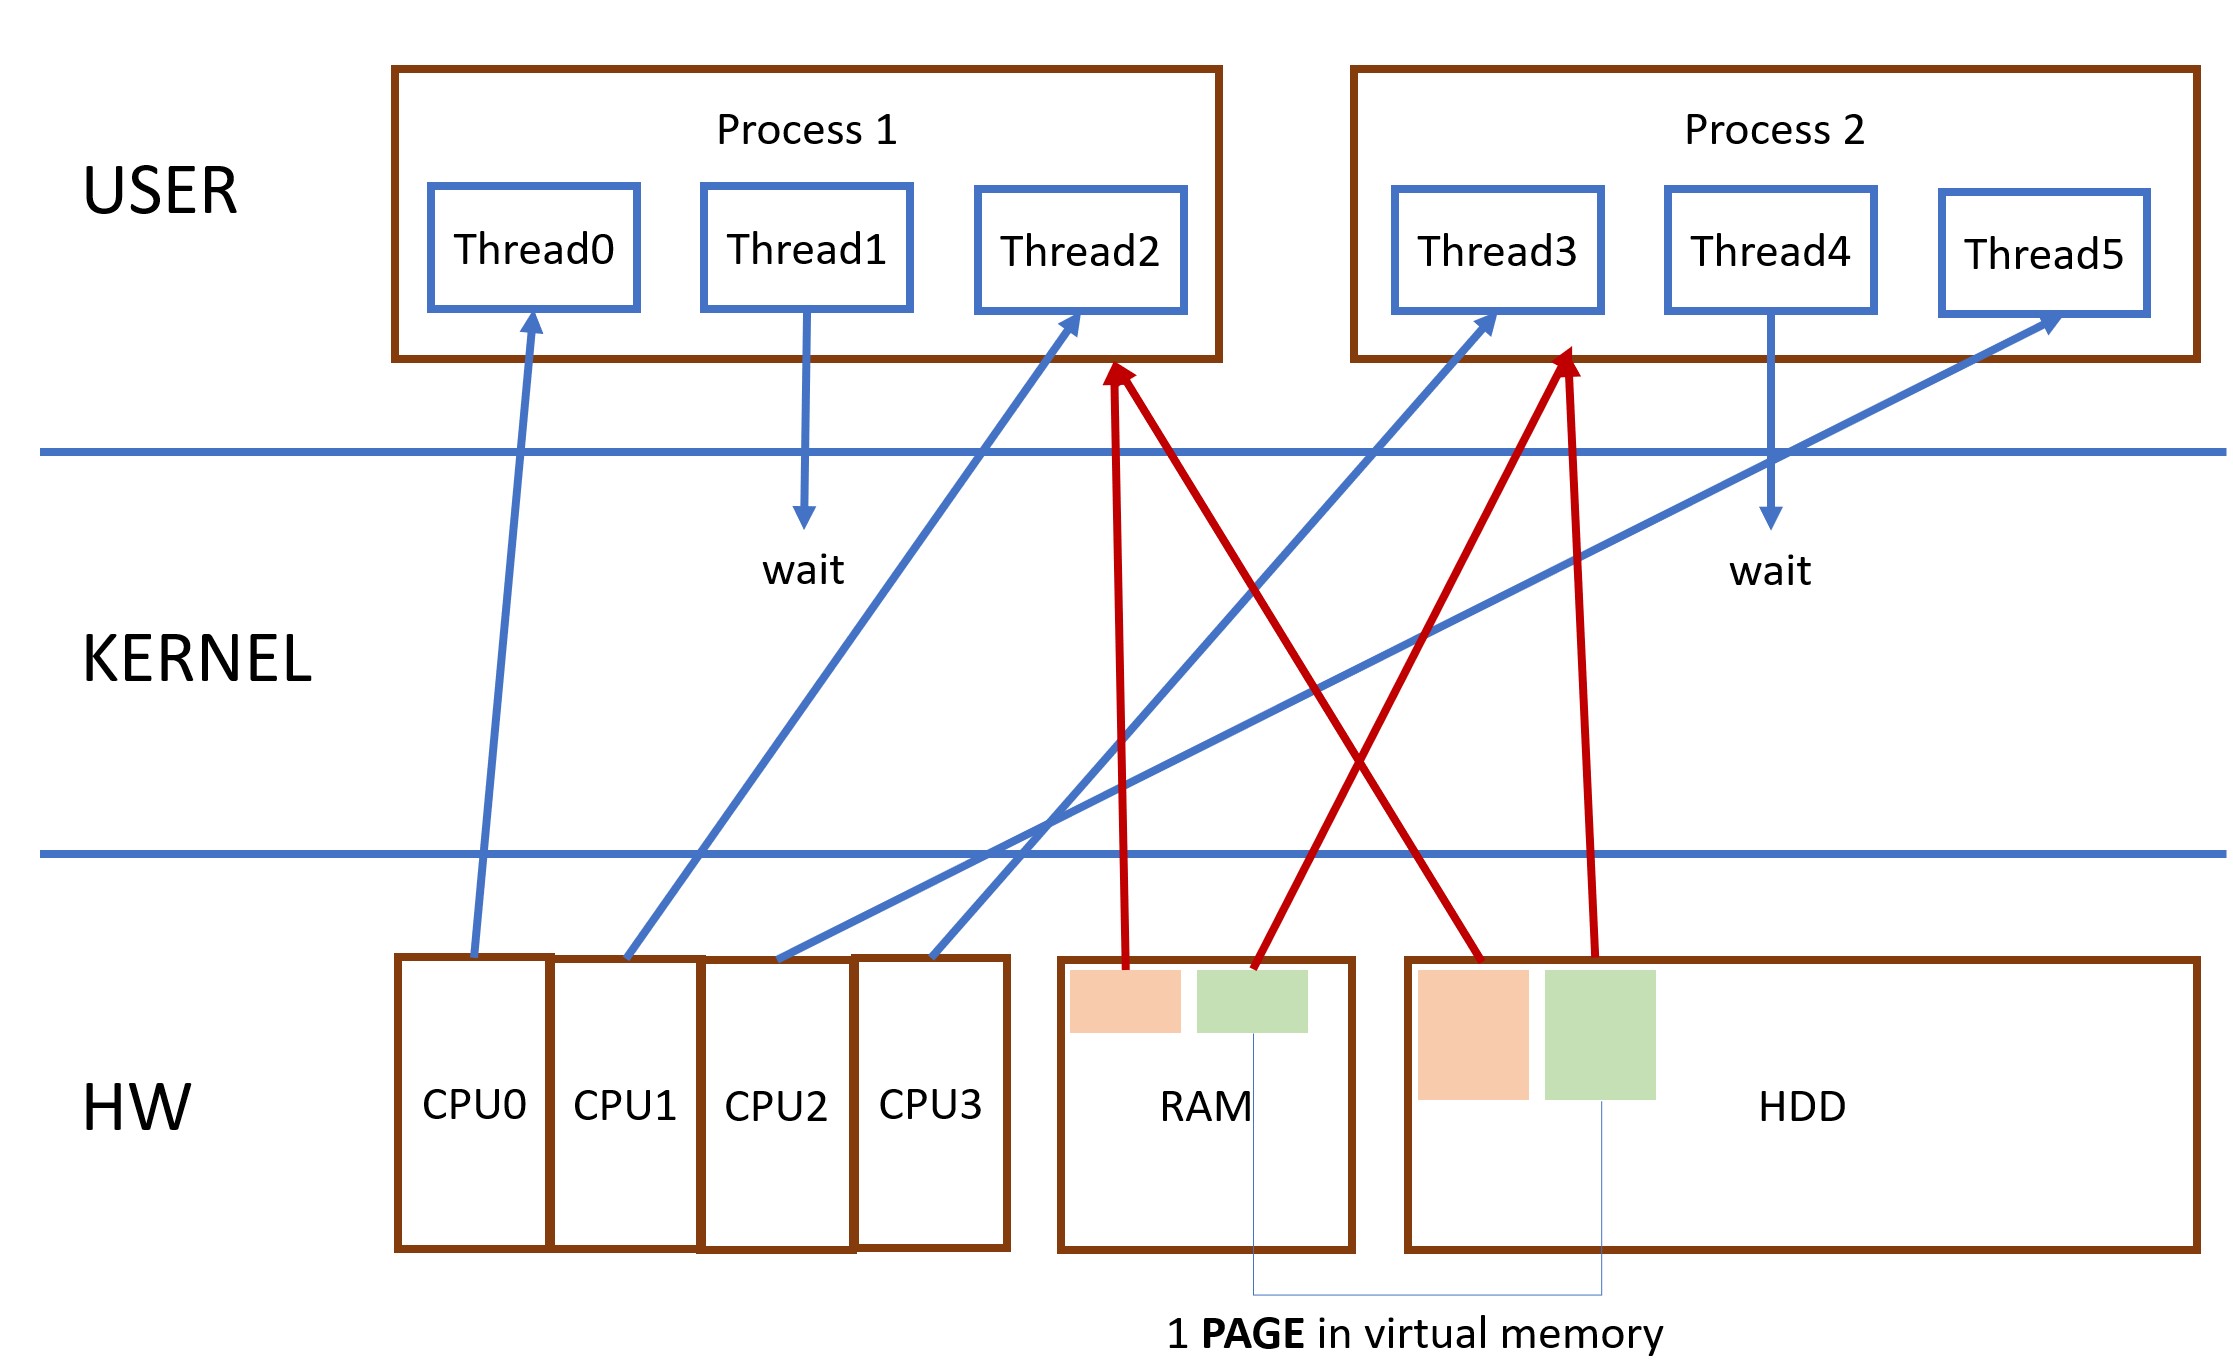 Process 1
Process 2
USER
Thread0
Thread1
Thread2
Thread3
Thread4
Thread5
wait
wait
KERNEL
CPU0
CPU1
CPU2
CPU3
RAM
HDD
HW
1 PAGE in virtual memory